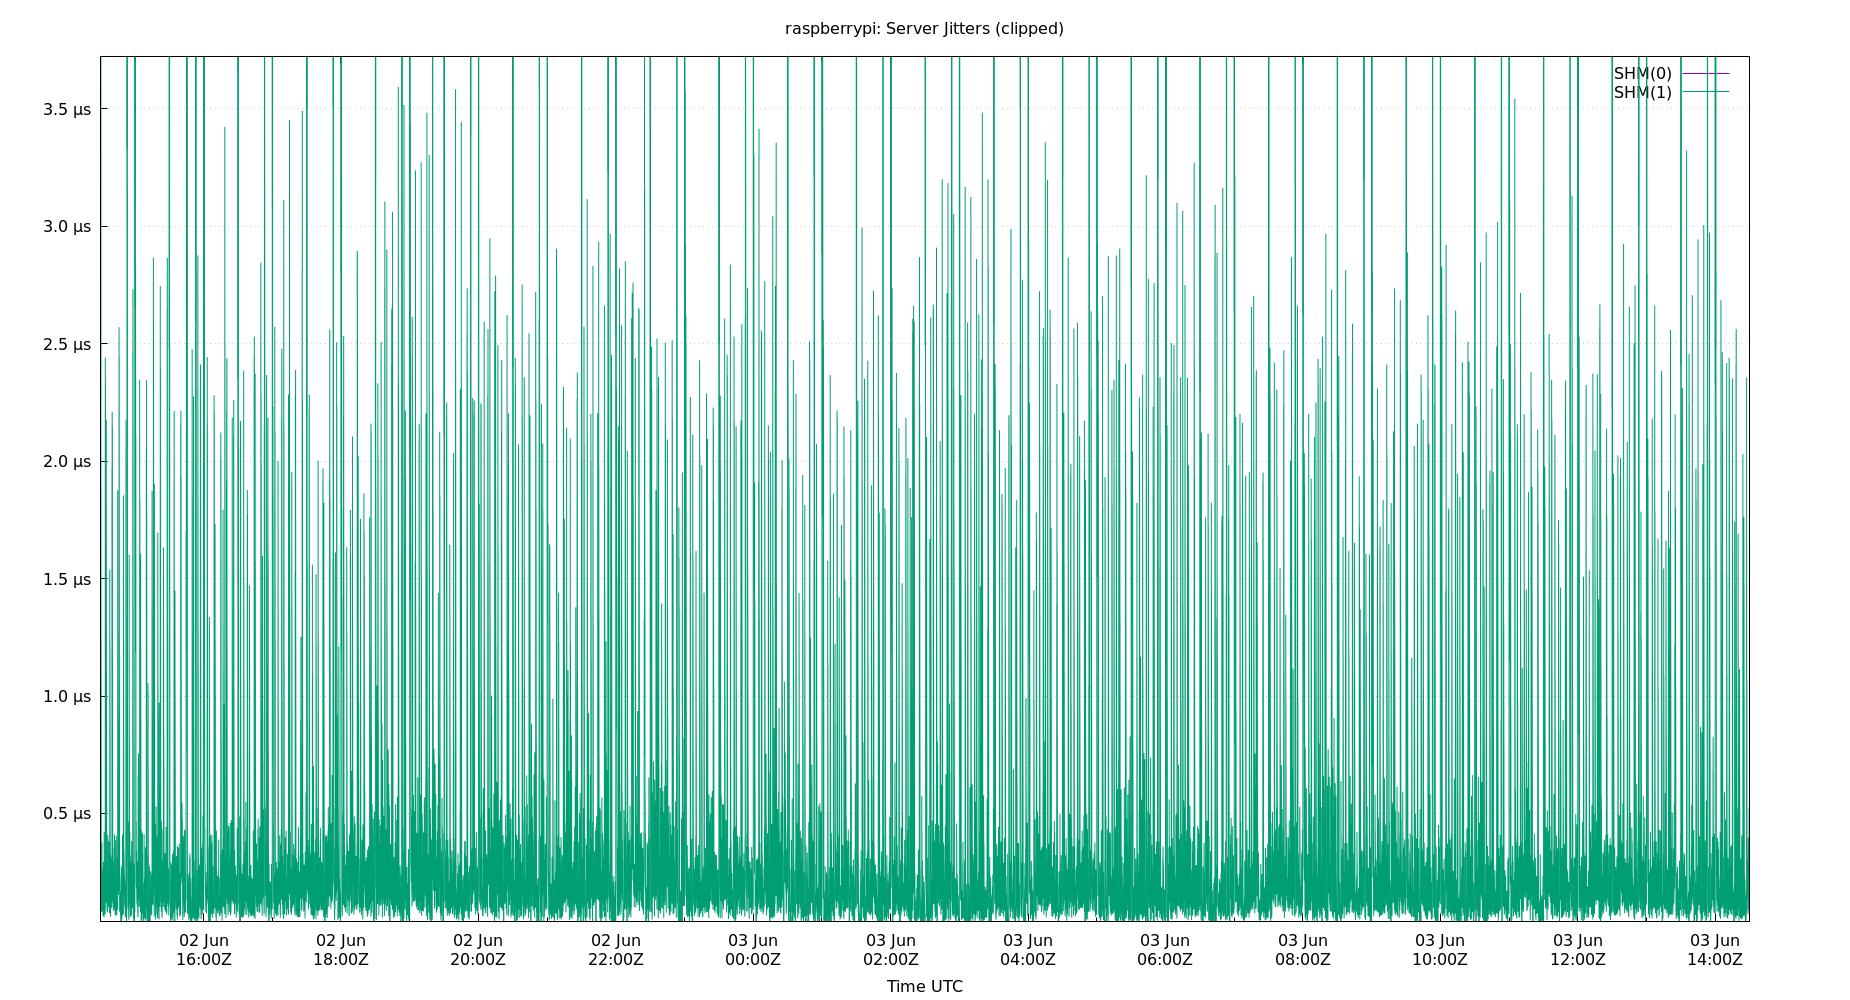 raspberrypi: Server Jitters (clipped)
SHM(0)
SHM(1)
3.5 µs
3.0 µs
2.5 µs
2.0 µs
1.5 µs
1.0 µs
0.5 µs
02 Jun 02 Jun 02 Jun 02 Jun 03 Jun 03 Jun 03 Jun 03 Jun 03 Jun 03 Jun 03 Jun 03 Jun
16:00Z 18:00Z 20:00Z 22:00Z 00:00Z 02:00Z 04:00Z 06:00Z 08:00Z 10:00Z 12:00Z 14:00Z
Time UTC